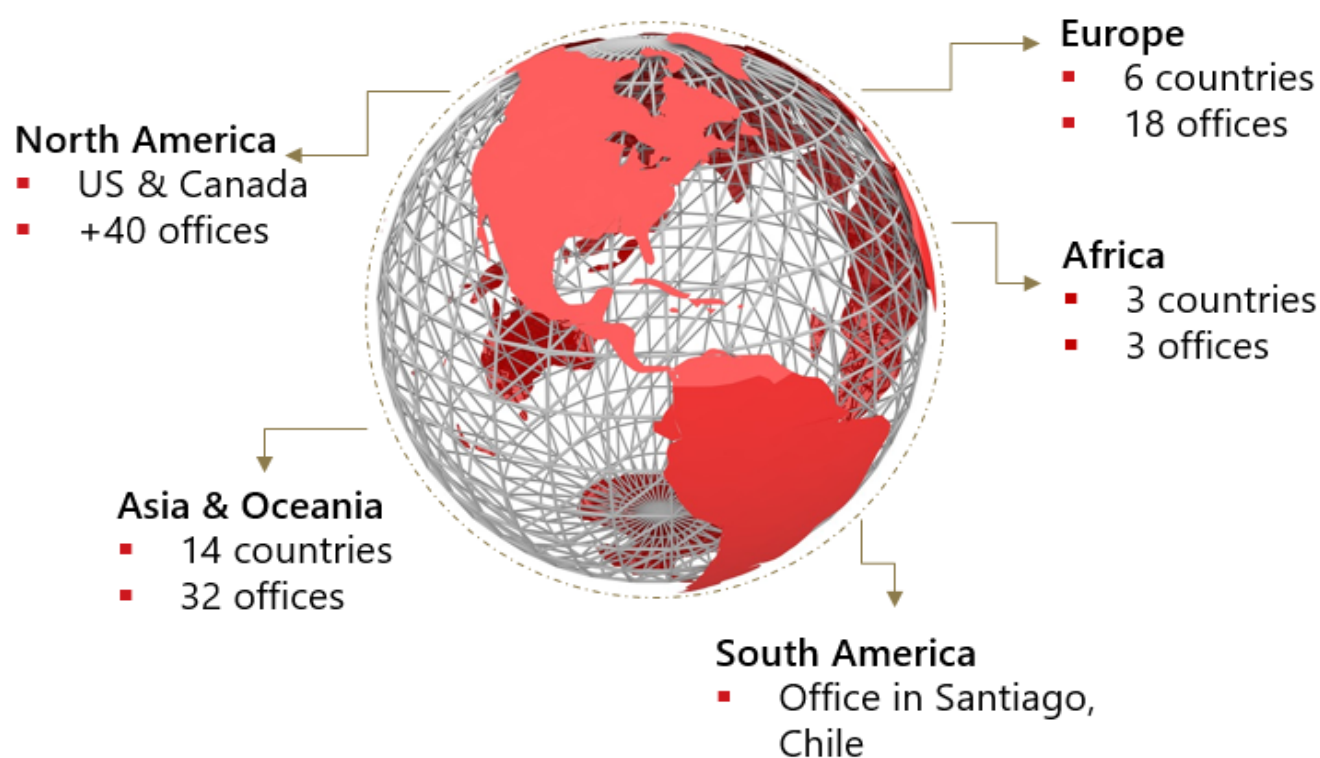 North America
▪ US & Canada
▪ +40 offices
Europe
▪ 6 countries
▪ 18 offices
Africa
▪ 3 countries
▪ 3 offices
Asia & Oceania
▪ 14 countries
▪ 32 offices
South America
▪ Office in Santiago,
Chile